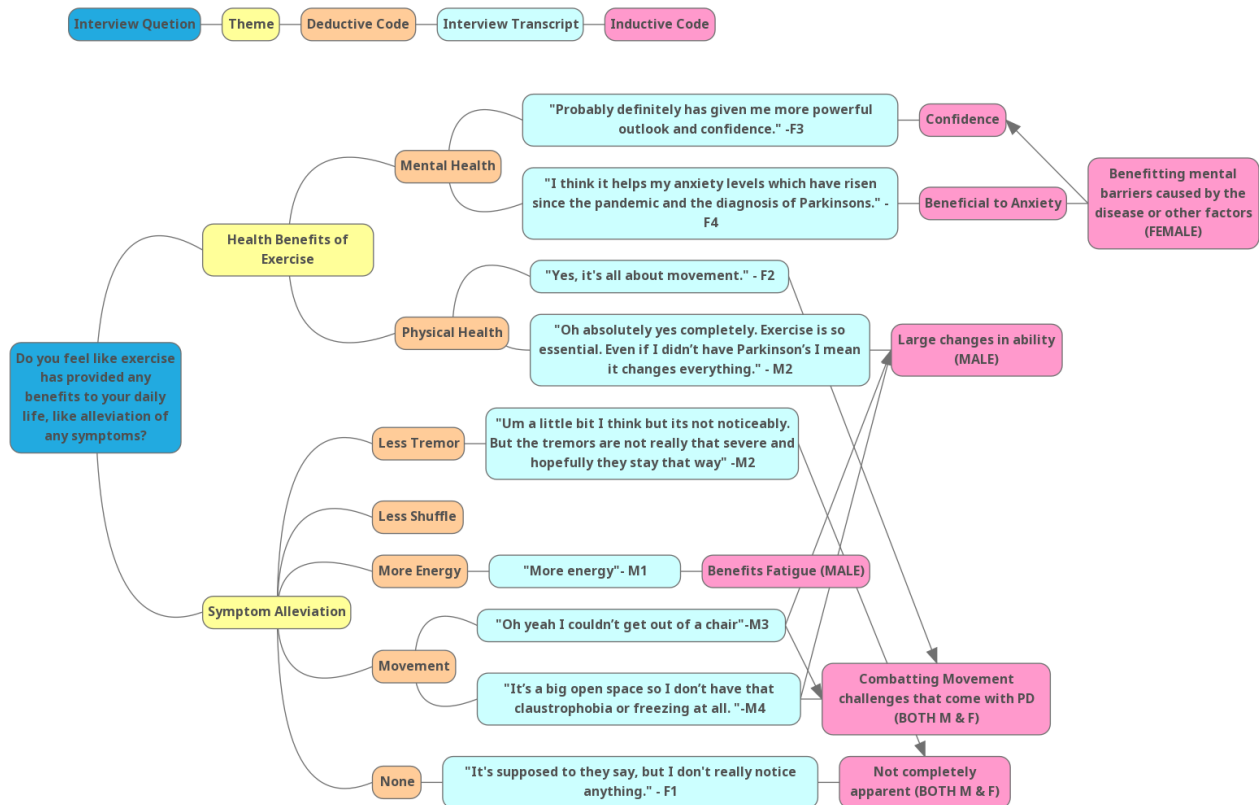 Interview Quetion
Theme
Deductive Code
Interview Transcript
Inductive Code
"Probably definitely has given me more powerful
outlook and confidence." -F3
Confidence
Mental Health
"I think it helps my anxiety levels which have risen
since the pandemic and the diagnosis of Parkinsons." -
F4
Beneficial to Anxiety
Benefitting mental
barriers caused by the
disease or other factors
(FEMALE)
Health Benefits of
Exercise
"Yes, it's all about movement." - F2
Physical Health
"Oh absolutely yes completely. Exercise is so
essential. Even if I didn’t have Parkinson’s I mean
it changes everything." - M2
Large changes in ability
(MALE)
Do you feel like exercise
has provided any
benefits to your daily
life, like alleviation of
any symptoms?
Less Tremor
"Um a little bit I think but its not noticeably.
But the tremors are not really that severe and
hopefully they stay that way" -M2
Less Shuffle
More Energy
"More energy"- M1
Benefits Fatigue (MALE)
Symptom Alleviation
"Oh yeah I couldn’t get out of a chair"-M3
Movement
"It’s a big open space so I don’t have that
claustrophobia or freezing at all. "-M4
Combatting Movement
challenges that come with PD
(BOTH M & F)
None
"It's supposed to they say, but I don't really notice
anything." - F1
Not completely
apparent (BOTH M & F)